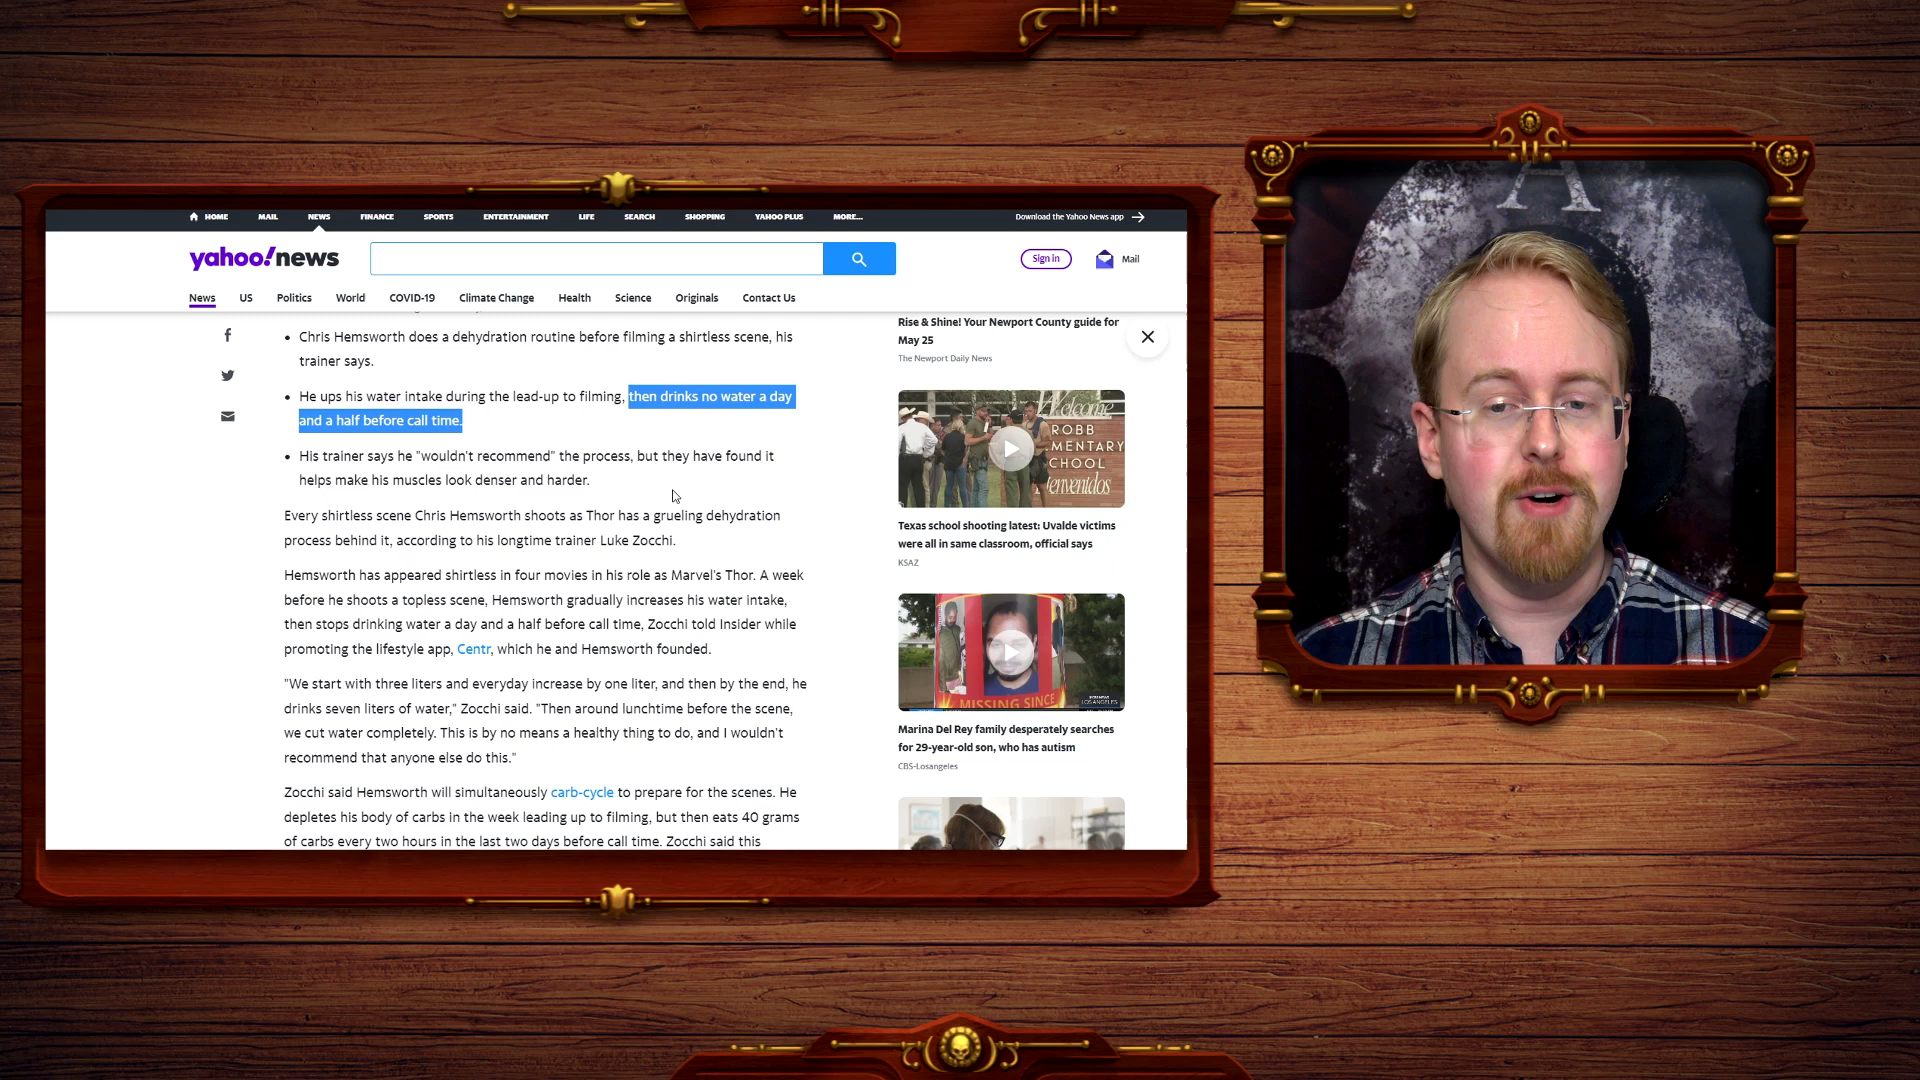 HOME MAIL NEWS FINANCE SPORTS ENTERTAINMENT LIFE SEARCH SHOPPING YAHOO PLUS MORE... Download the Yahoo News app
yahoo!news
Sign in Mail
News US Politics World COVID-19 Climate Change Health Science Originals Contact Us
• Chris Hemsworth does a dehydration routine before filming a shirtless scene, his
trainer says.
• He ups his water intake during the lead-up to filming, then drinks no water a day
and a half before call time.
• His trainer says he "wouldn't recommend" the process, but they have found it
helps make his muscles look denser and harder.
Every shirtless scene Chris Hemsworth shoots as Thor has a grueling dehydration
process behind it, according to his longtime trainer Luke Zocchi.
Hemsworth has appeared shirtless in four movies in his role as Marvel's Thor. A week
before he shoots a topless scene, Hemsworth gradually increases his water intake,
then stops drinking water a day and a half before call time, Zocchi told Insider while
promoting the lifestyle app, Centr, which he and Hemsworth founded.
"We start with three liters and everyday increase by one liter, and then by the end, he
drinks seven liters of water," Zocchi said. "Then around lunchtime before the scene,
we cut water completely. This is by no means a healthy thing to do, and I wouldn't
recommend that anyone else do this."
Zocchi said Hemsworth will simultaneously carb-cycle to prepare for the scenes. He
depletes his body of carbs in the week leading up to filming, but then eats 40 grams
of carbs every two hours in the last two days before call time. Zocchi said this
Rise & Shine! Your Newport County guide for
May 25
The Newport Daily News
Welcome
ROBB
MENTARY
CHOOL
ienvenidos
Texas school shooting latest: Uvalde victims
were all in same classroom, official says
KSAZ
MISSING SINCE
LOS ANGELES
Marina Del Rey family desperately searches
for 29-year-old son, who has autism
CBS-Losangeles
A